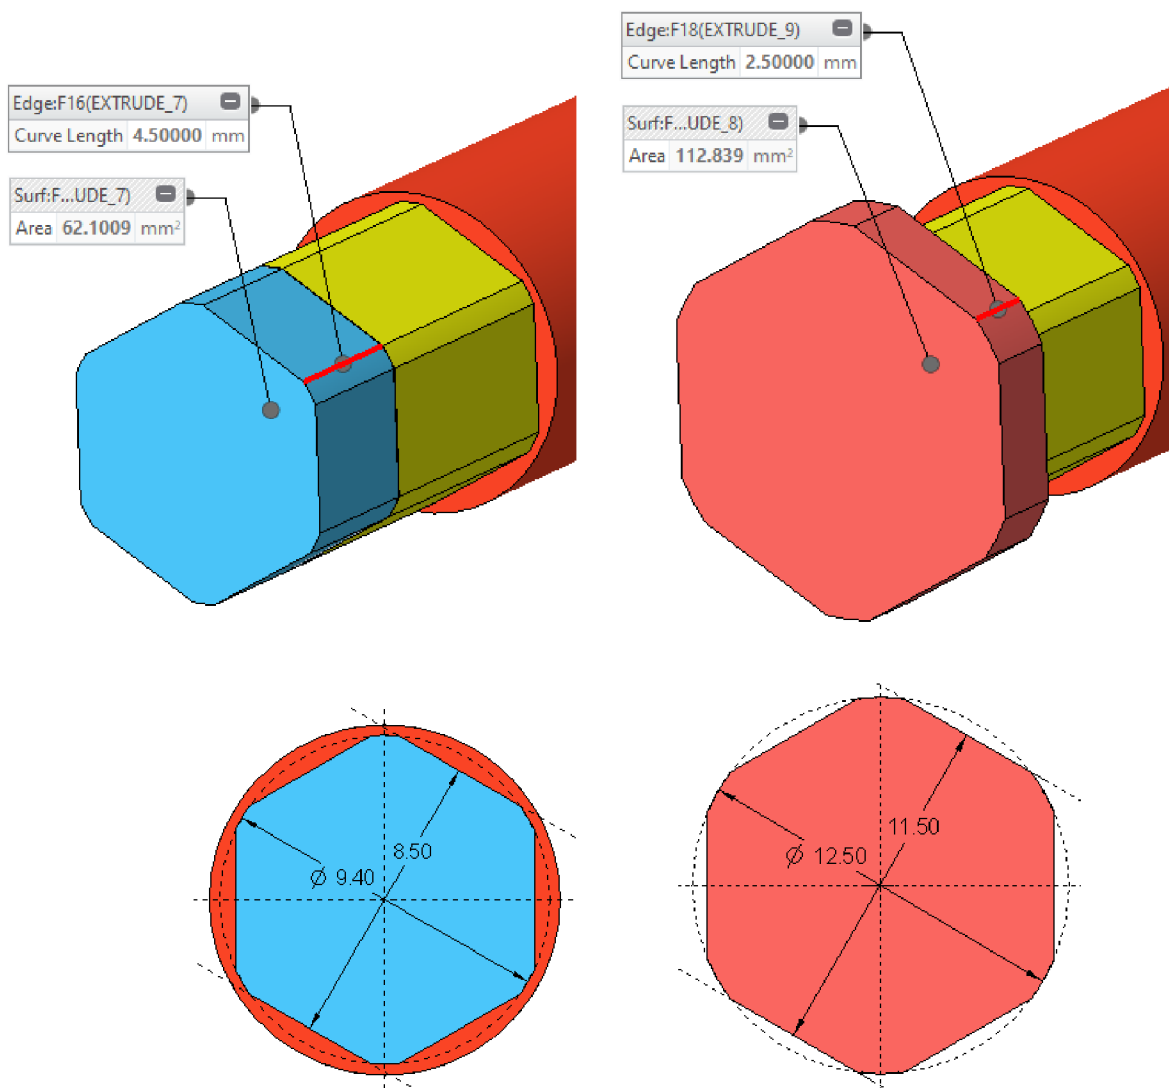 Edge:F18(EXTRUDE_9)
Curve Length 2.50000 mm
Edge:F16(EXTRUDE_7)
Curve Length 4.50000 mm
Surf:F...UDE_8)
Area 112.839 mm²
Surf:F...UDE_7)
Area 62.1009 mm²
8.50
Ø 9.40
11.50
Ø 12.50